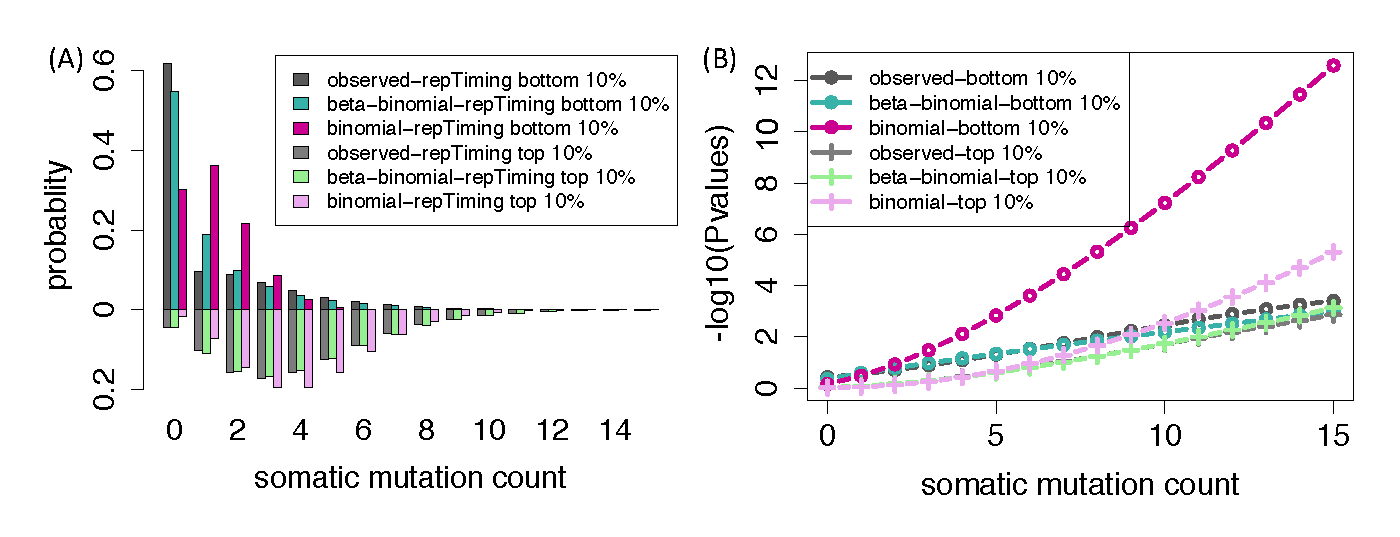 (A)
0.6
0.4
0.2
0
0.2
probablity
observed-repTiming bottom 10%
beta-binomial-repTiming bottom 10%
binomial-repTiming bottom 10%
observed-repTiming top 10%
beta-binomial-repTiming top 10%
binomial-repTiming top 10%
0 2 4 6 8 10 12 14
somatic mutation count
(B)
12
10
8
6
4
2
0
-log10(Pvalues)
observed-bottom 10%
beta-binomial-bottom 10%
binomial-bottom 10%
observed-top 10%
beta-binomial-top 10%
binomial-top 10%
0 5 10 15
somatic mutation count